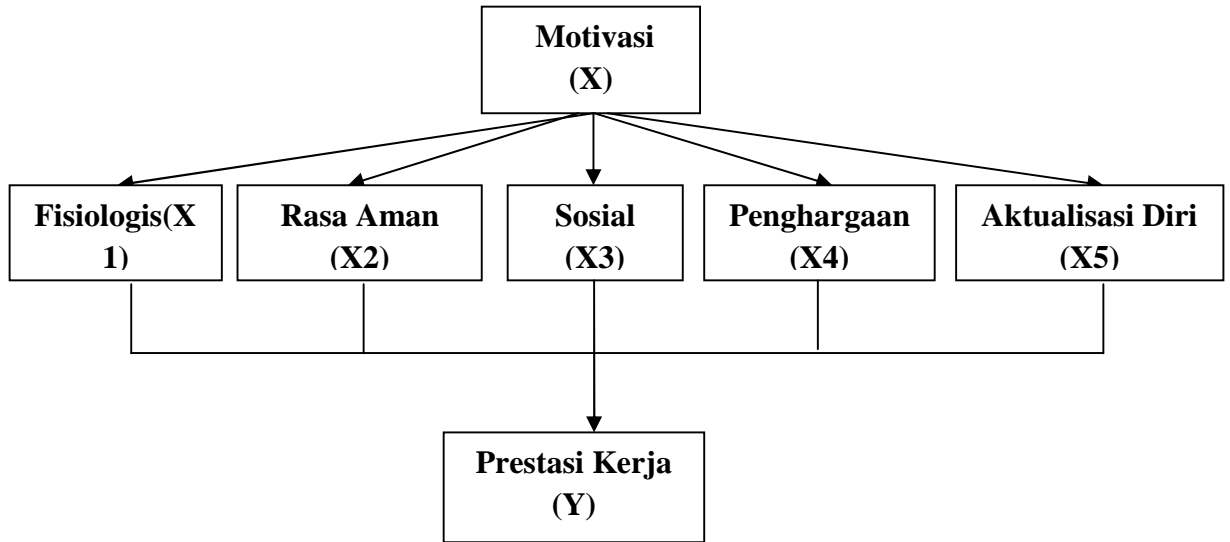 Motivasi
(X)
Fisiologis(X
1)
Rasa Aman
(X2)
Sosial
(X3)
Penghargaan
(X4)
Aktualisasi Diri
(X5)
Prestasi Kerja
(Y)